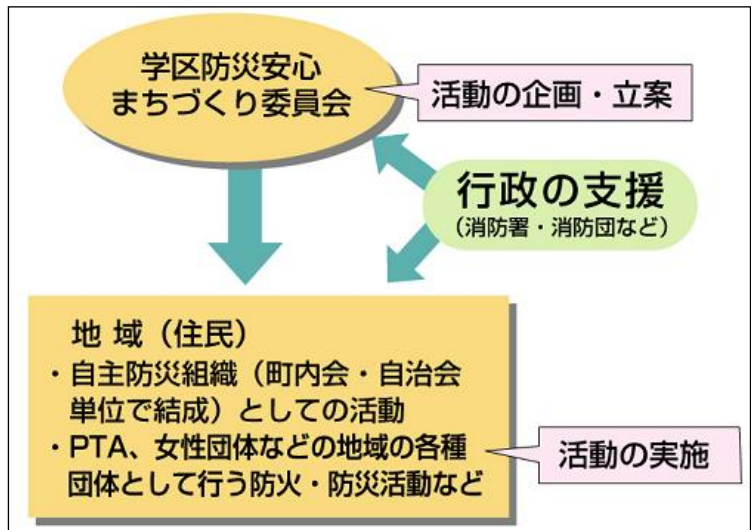 学区防災安心
まちづくり委員会
活動の企画・立案
行政の支援
(消防署・消防団など)
地 域（住民）
・自主防災組織（町内会・自治会
単位で結成）としての活動
・PTA、女性団体などの地域の各種
団体として行う防火・防災活動など
活動の実施